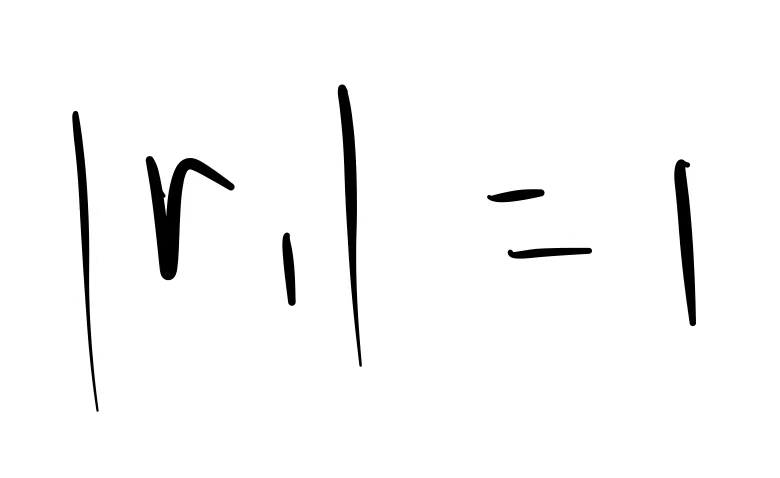 |r₁| = 1